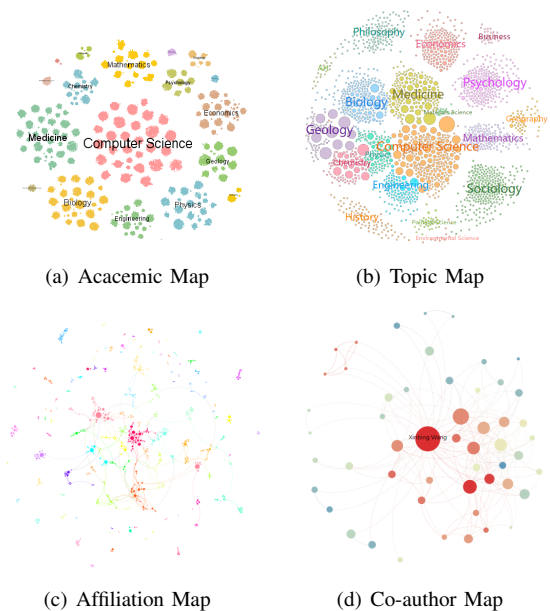 Mathematics
Psychology
Chemistry
Economics
Medicine
Computer Science
Geology
Biology
Engineering
Physics
(a) Acacemic Map
Philosophy
Business
Economics
Art
Psychology
Medicine
Biology
Materials Science
Geography
Geology
Mathematics
Computer Science
Physics
Chemistry
Engineering
Sociology
History
Political Science
Environmental Science
(b) Topic Map
(c) Affiliation Map
Xinbing Wang
(d) Co-author Map